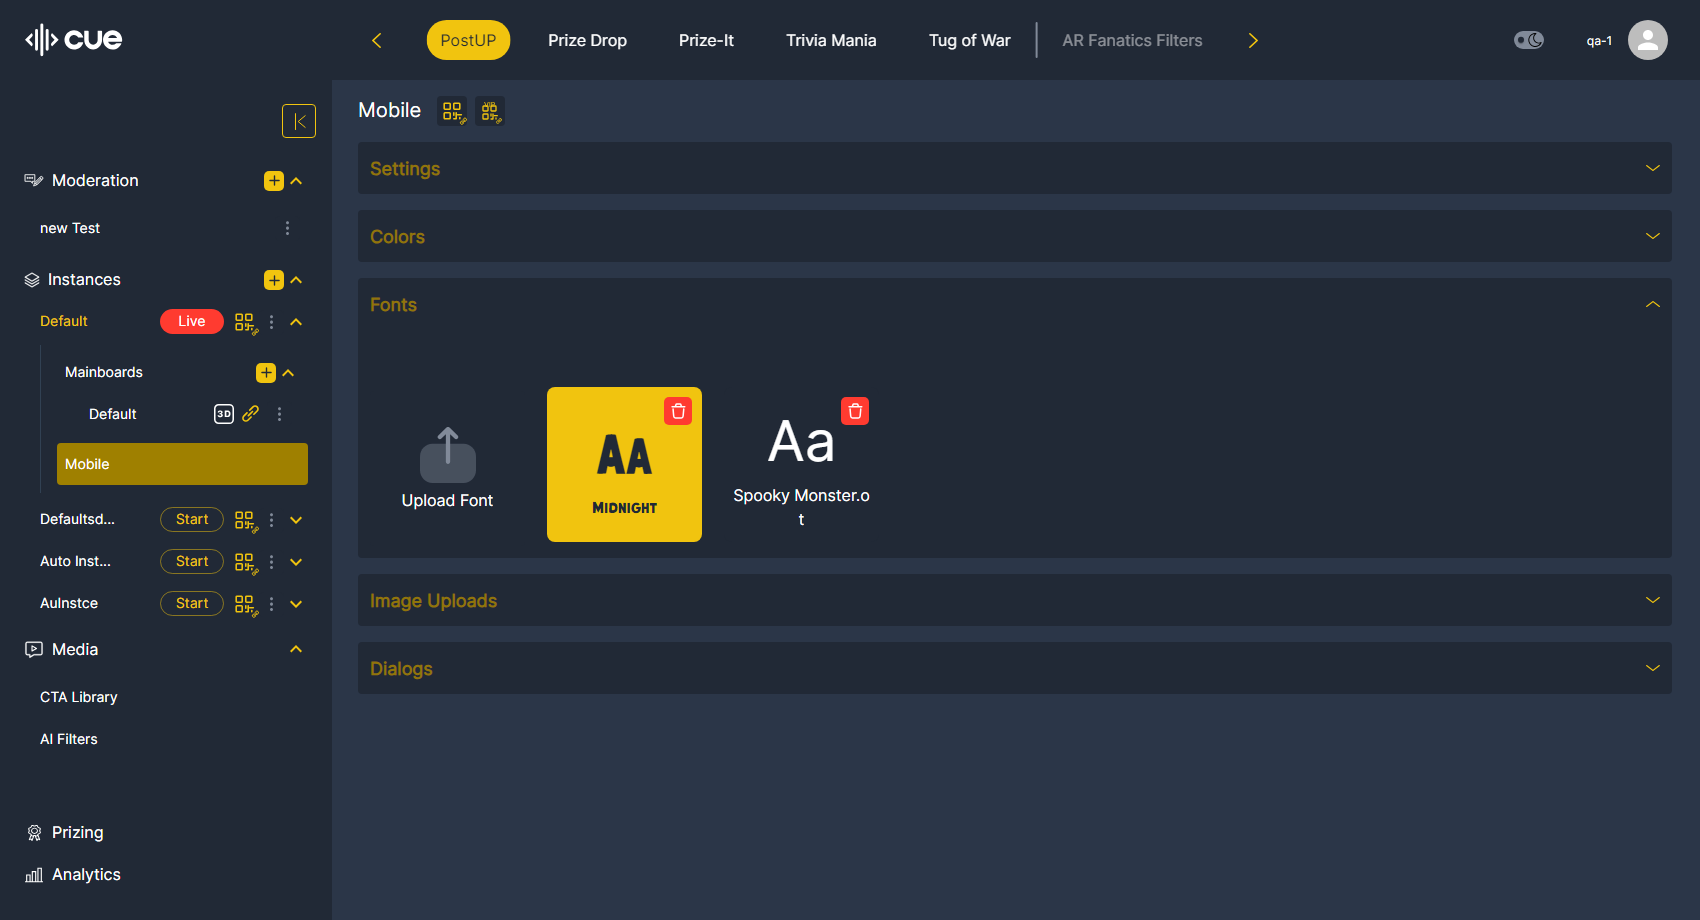 cue
PostUP
Prize Drop
Prize-It
Trivia Mania
Tug of War
AR Fanatics Filters
qa-1
Moderation
new Test
Instances
Default
Live
Mainboards
Default
3D
Mobile
Defaultsd...
Start
Auto Inst...
Start
AuInstce
Start
Media
CTA Library
AI Filters
Prizing
Analytics
Mobile
VIP
Settings
Colors
Fonts
Upload Font
Aa
Midnight
Aa
Spooky Monster.o
t
Image Uploads
Dialogs